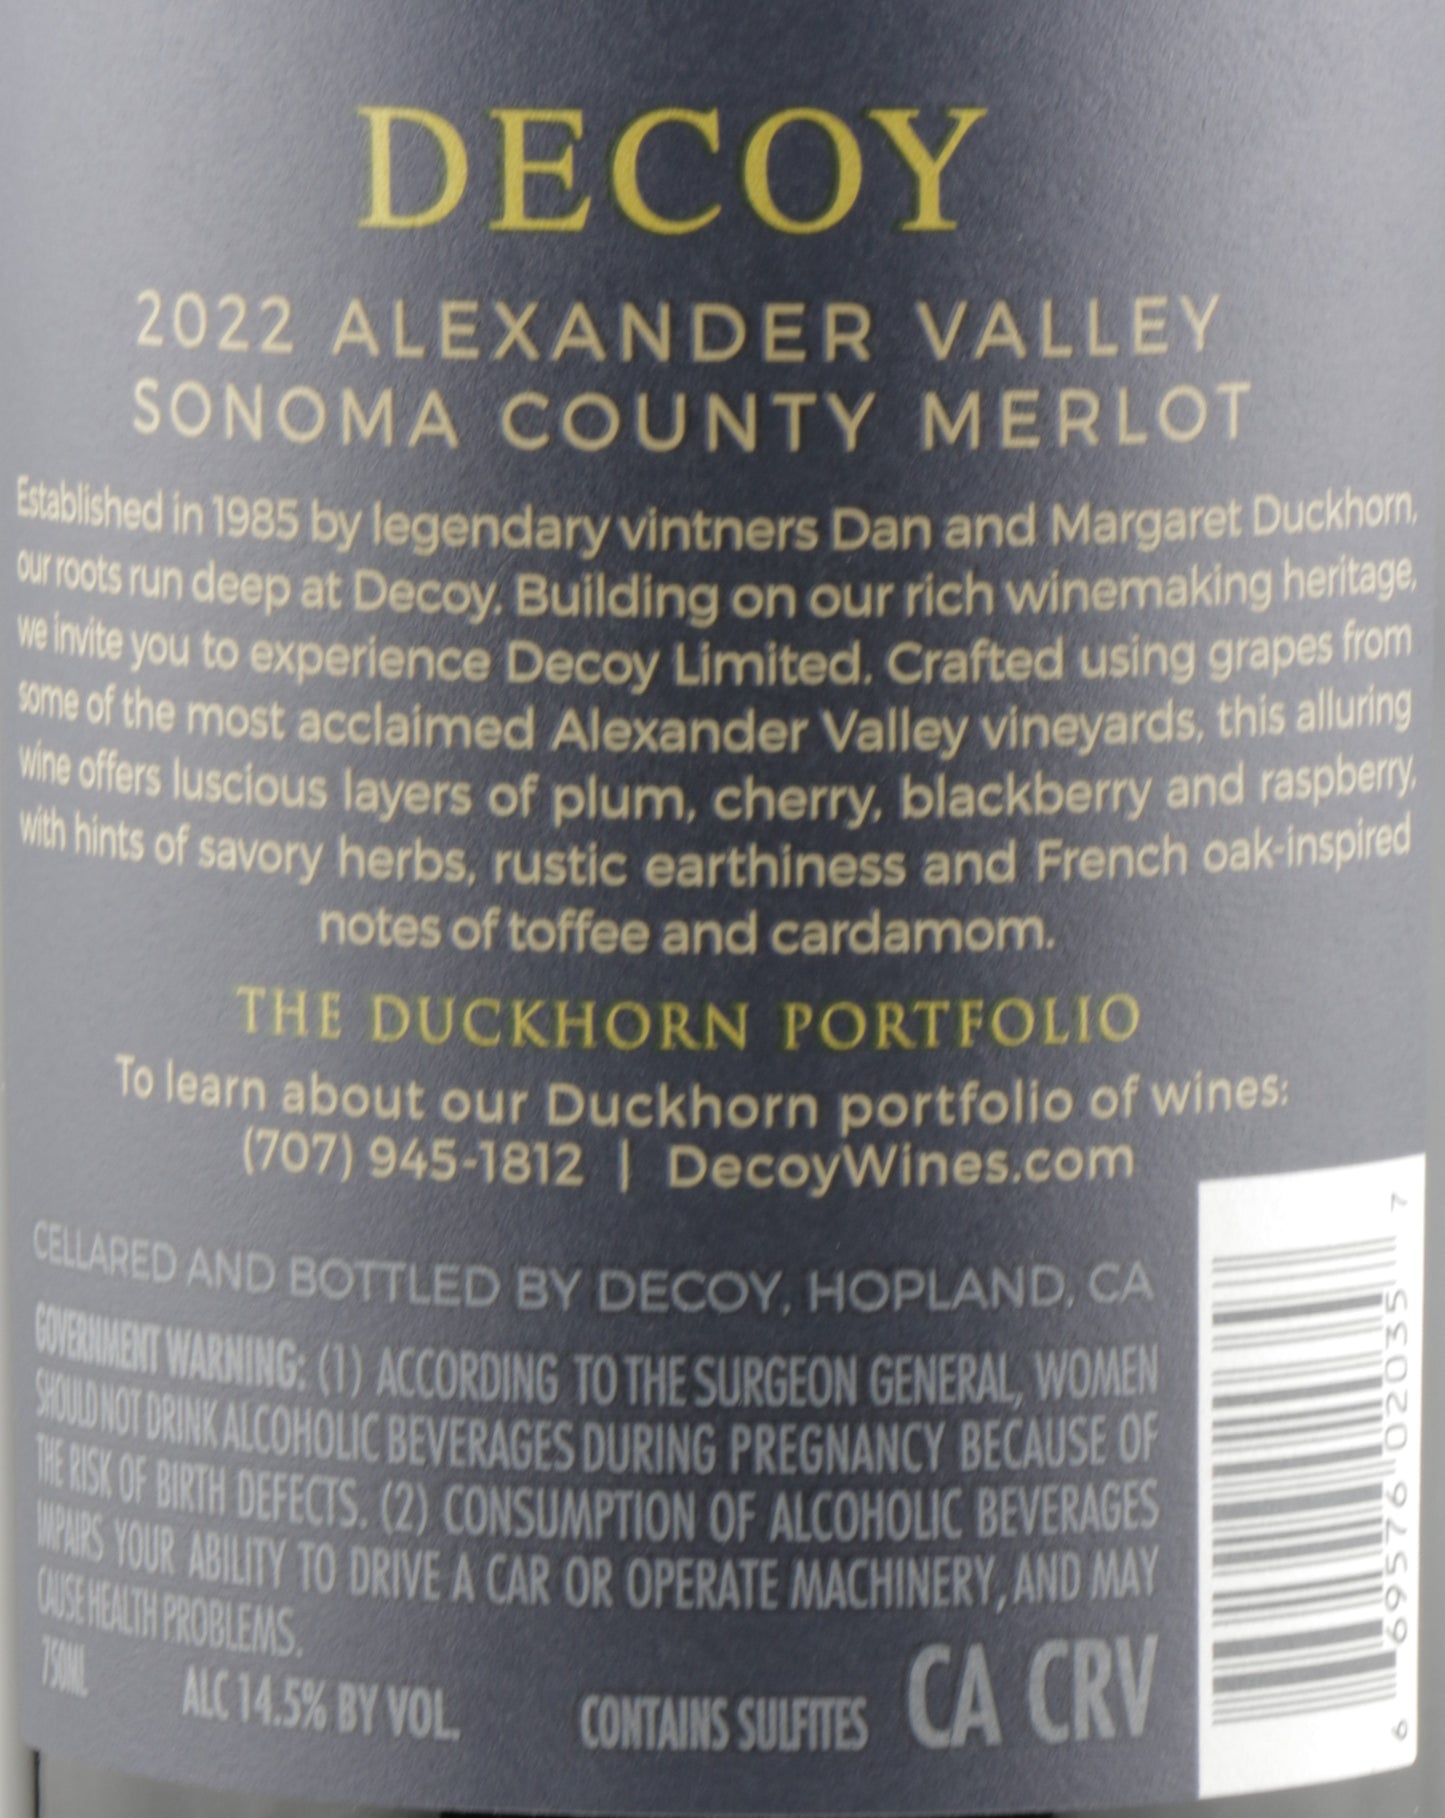 DECOY
2022 ALEXANDER VALLEY
SONOMA COUNTY MERLOT
Established in 1985 by legendary vintners Dan and Margaret Duckhorn,
our roots run deep at Decoy. Building on our rich winemaking heritage,
we invite you to experience Decoy Limited. Crafted using grapes from
some of the most acclaimed Alexander Valley vineyards, this alluring
wine offers luscious layers of plum, cherry, blackberry and raspberry,
with hints of savory herbs, rustic earthiness and French oak-inspired
notes of toffee and cardamom.
THE DUCKHORN PORTFOLIO
To learn about our Duckhorn portfolio of wines:
(707) 945-1812 | DecoyWines.com
CELLARED AND BOTTLED BY DECOY, HOPLAND, CA
GOVERNMENT WARNING: (1) ACCORDING TO THE SURGEON GENERAL, WOMEN
SHOULD NOT DRINK ALCOHOLIC BEVERAGES DURING PREGNANCY BECAUSE OF
THE RISK OF BIRTH DEFECTS. (2) CONSUMPTION OF ALCOHOLIC BEVERAGES
IMPAIRS YOUR ABILITY TO DRIVE A CAR OR OPERATE MACHINERY, AND MAY
CAUSE HEALTH PROBLEMS.
750ML ALC 14.5% BY VOL. CONTAINS SULFITES CA CRV
6 69576 02035 7